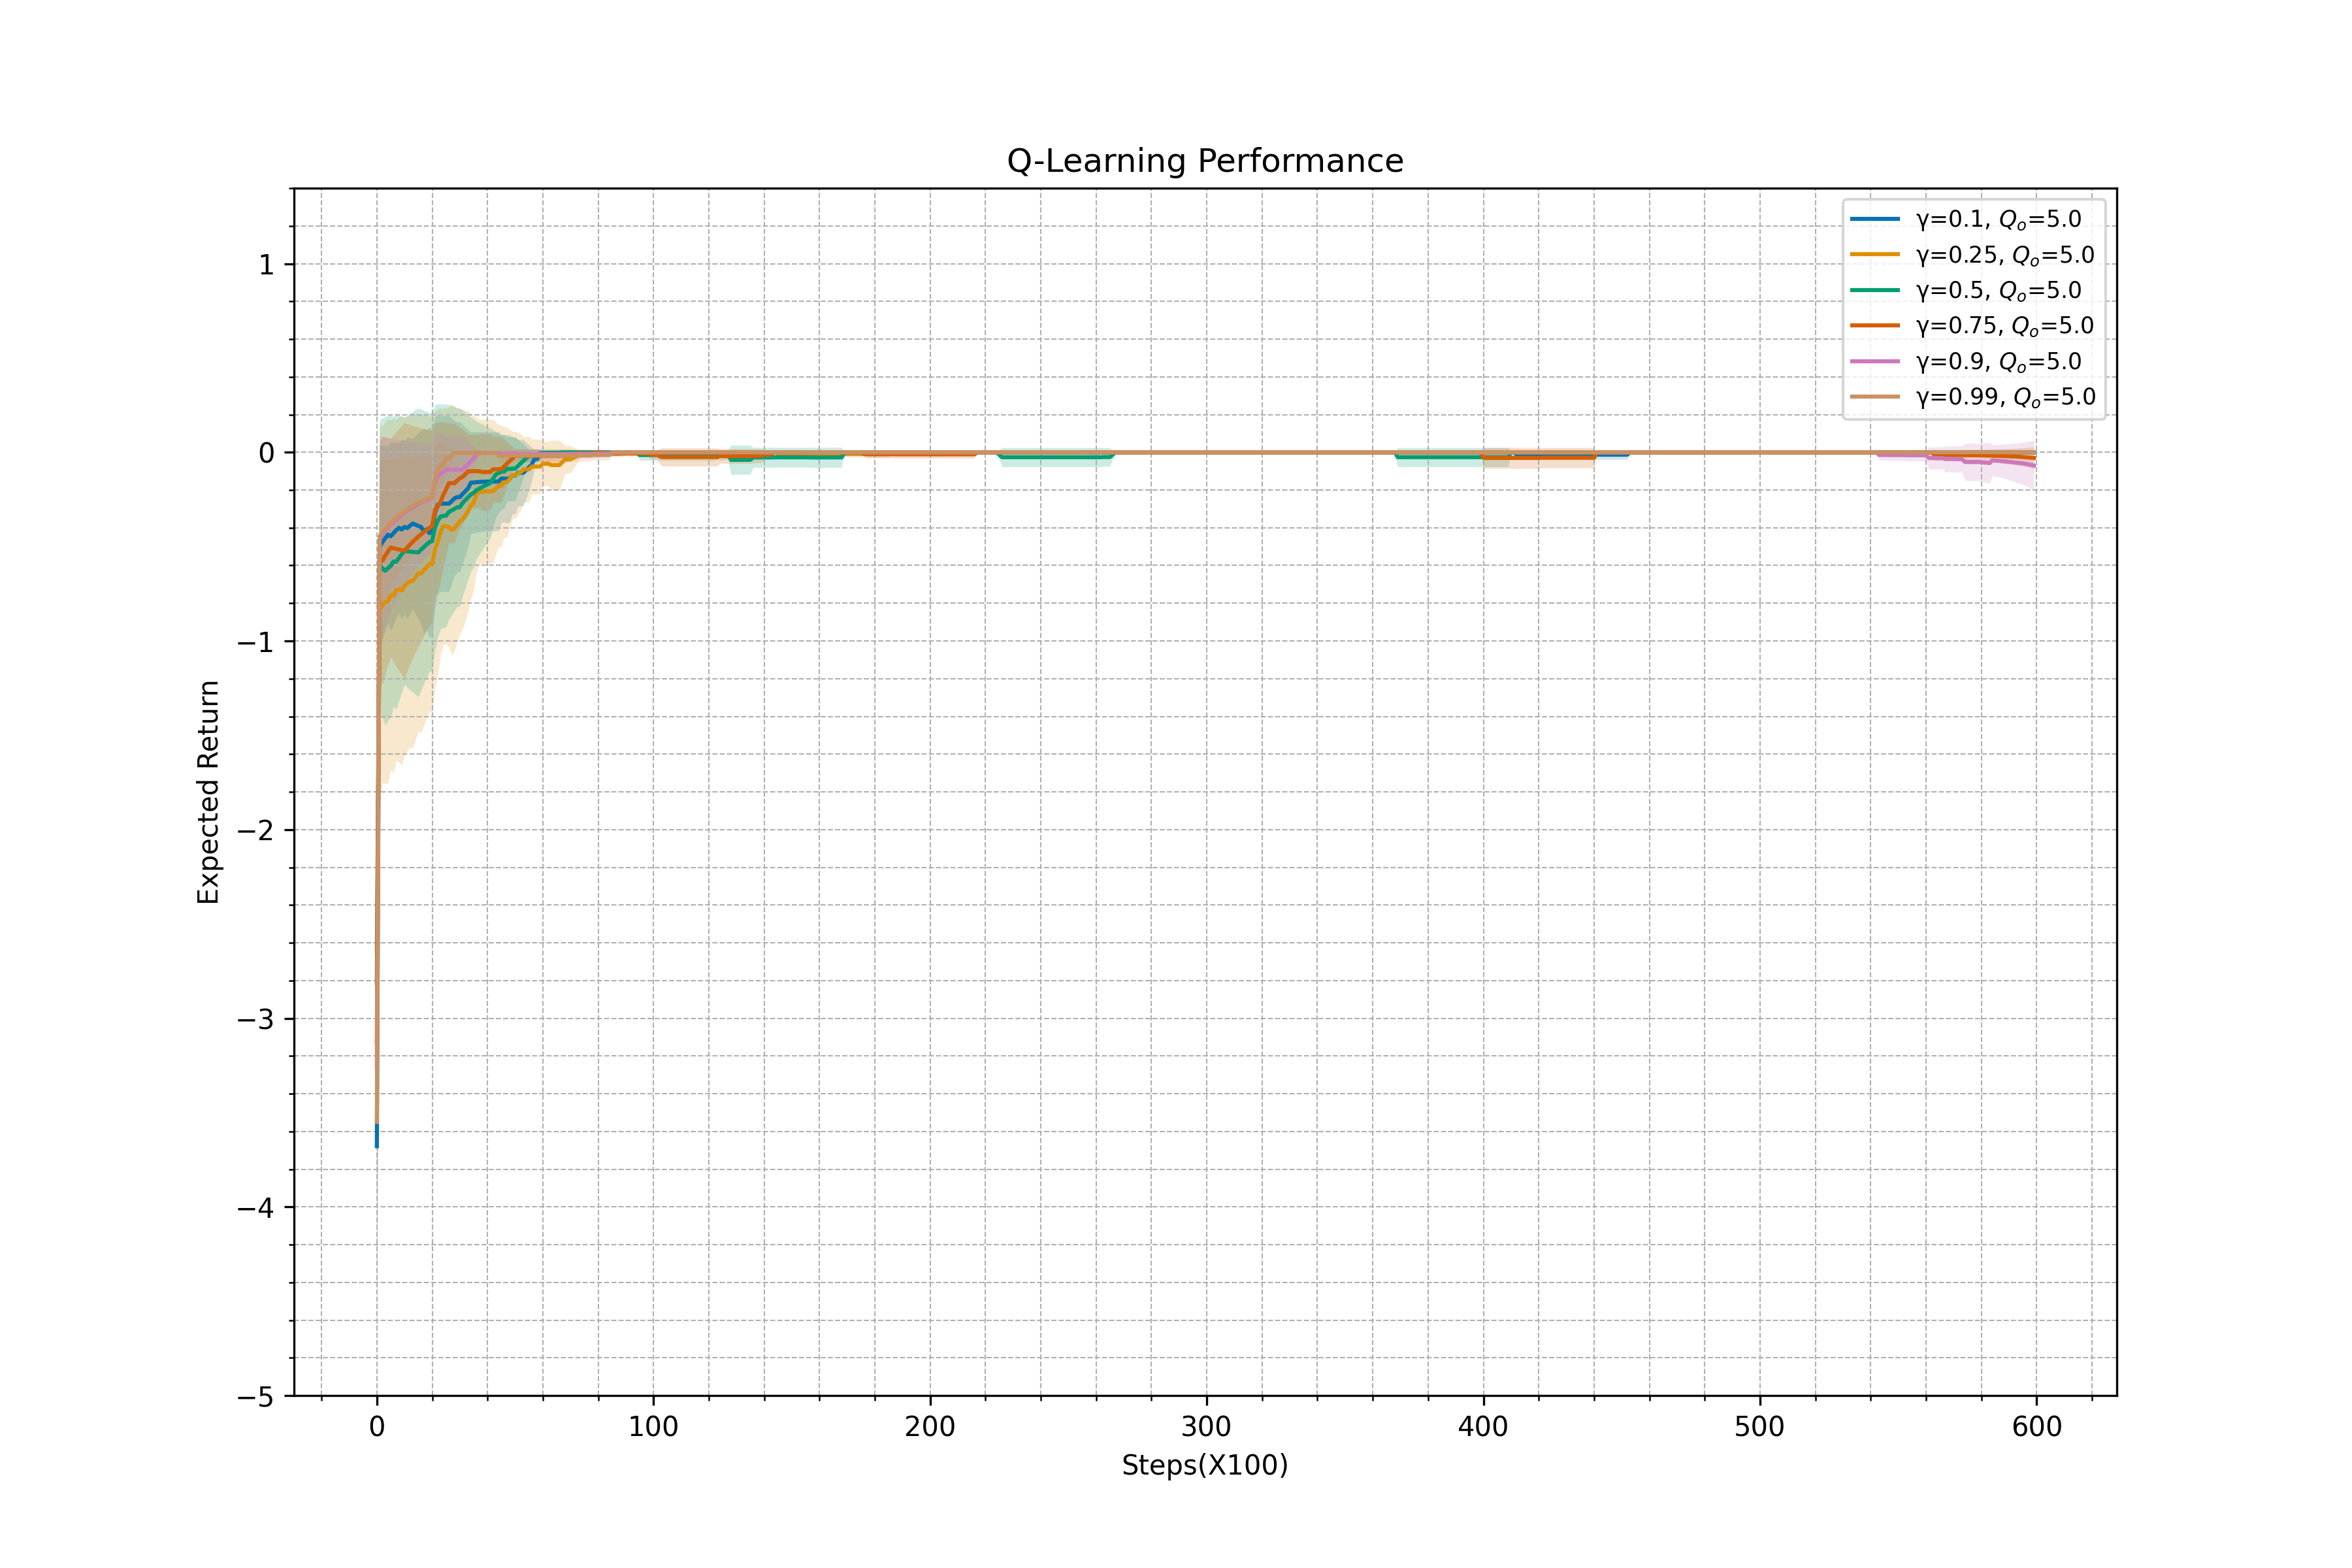 Q-Learning Performance
γ=0.1, Qₒ=5.0
γ=0.25, Qₒ=5.0
γ=0.5, Qₒ=5.0
γ=0.75, Qₒ=5.0
γ=0.9, Qₒ=5.0
γ=0.99, Qₒ=5.0
1
0
−1
−2
−3
−4
−5
Expected Return
0 100 200 300 400 500 600
Steps(X100)